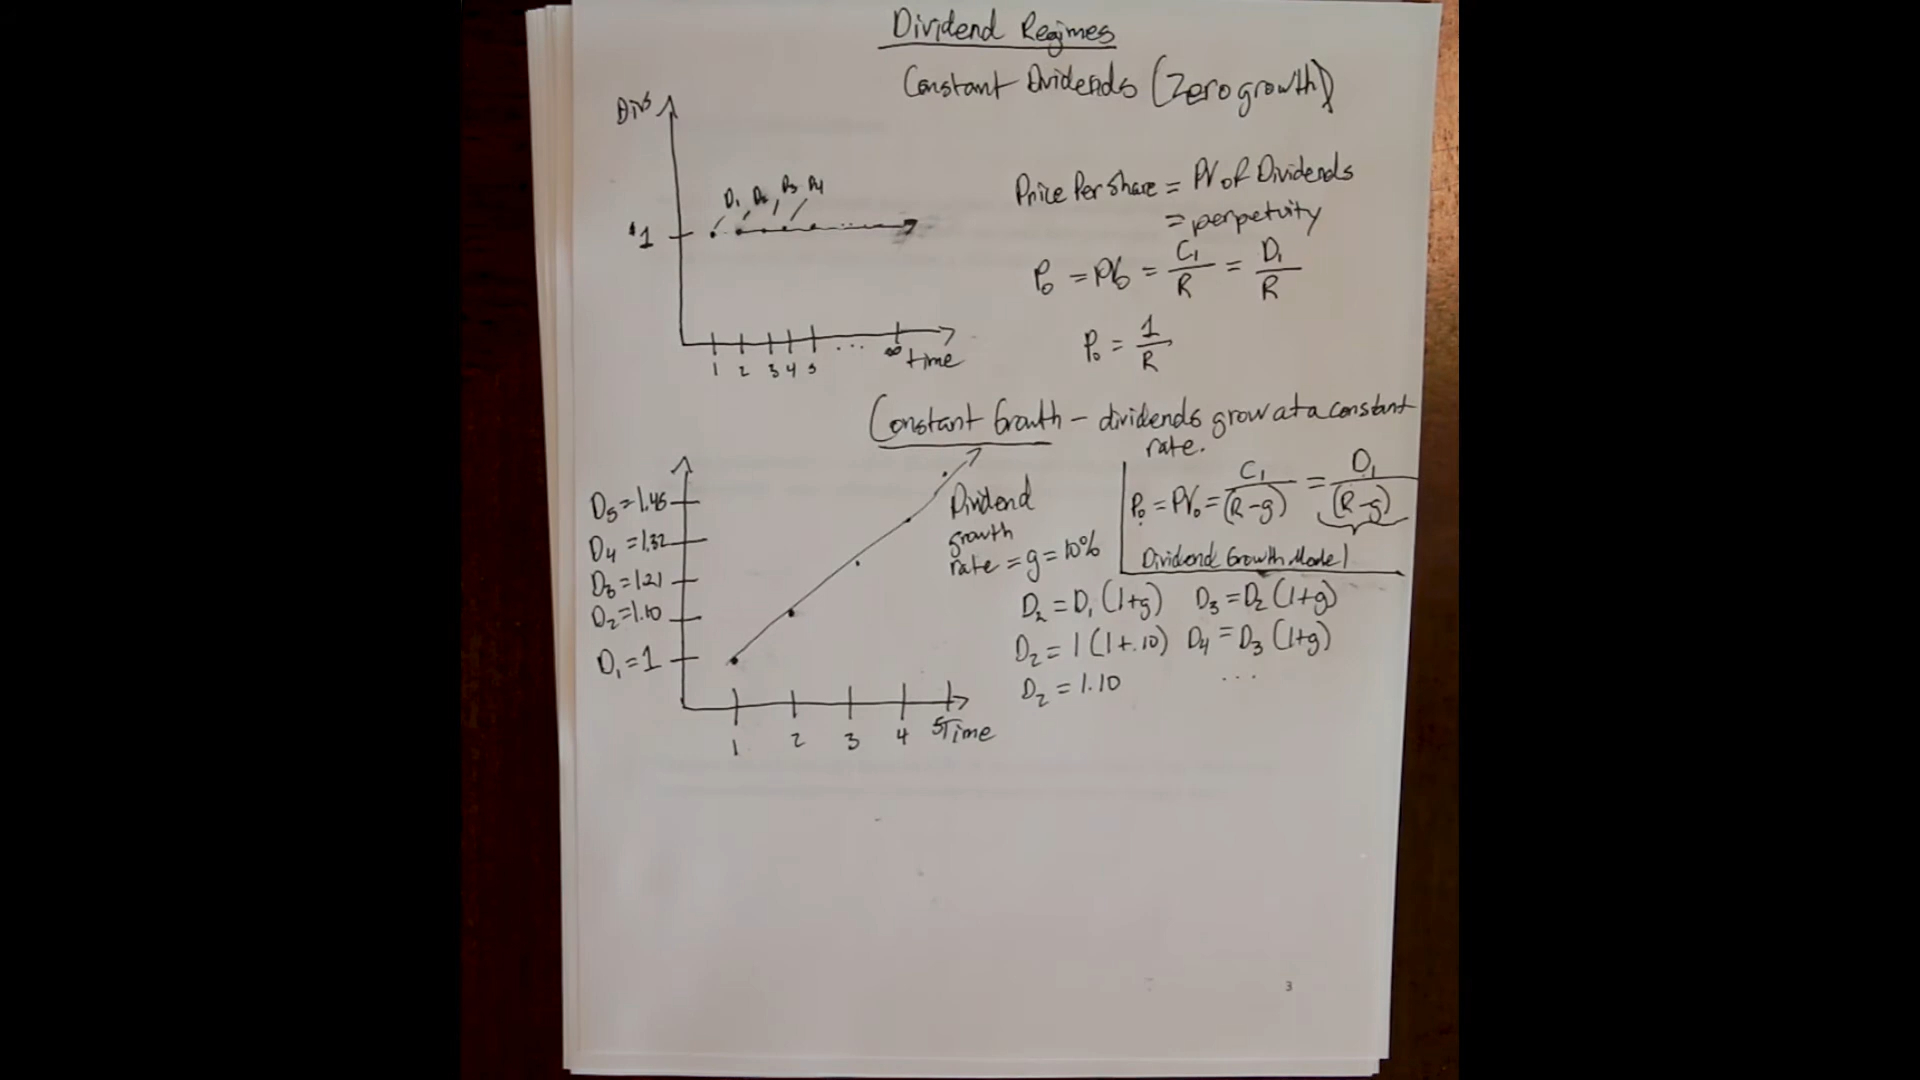 Dividend Regimes
Constant Dividends (Zero growth)
Divs
D₁ D₂ D₃ D₄
$1
1 2 3 4 5 ... ∞ time
Price Per Share = PV of Dividends
= perpetuity
P₀ = PV₀ = C₁/R = D₁/R
P₀ = 1/R
Constant Growth – dividends grow at a constant
rate.
D₅ = 1.46
D₄ = 1.32
D₃ = 1.21
D₂ = 1.10
D₁ = 1
1 2 3 4 5 Time
Dividend
growth
rate = g = 10%
P₀ = PV₀ = C₁/(R-g) = D₁/(R-g)
Dividend Growth Model
D₂ = D₁ (1+g) D₃ = D₂ (1+g)
D₂ = 1 (1+.10) D₄ = D₃ (1+g)
D₂ = 1.10 ...
3